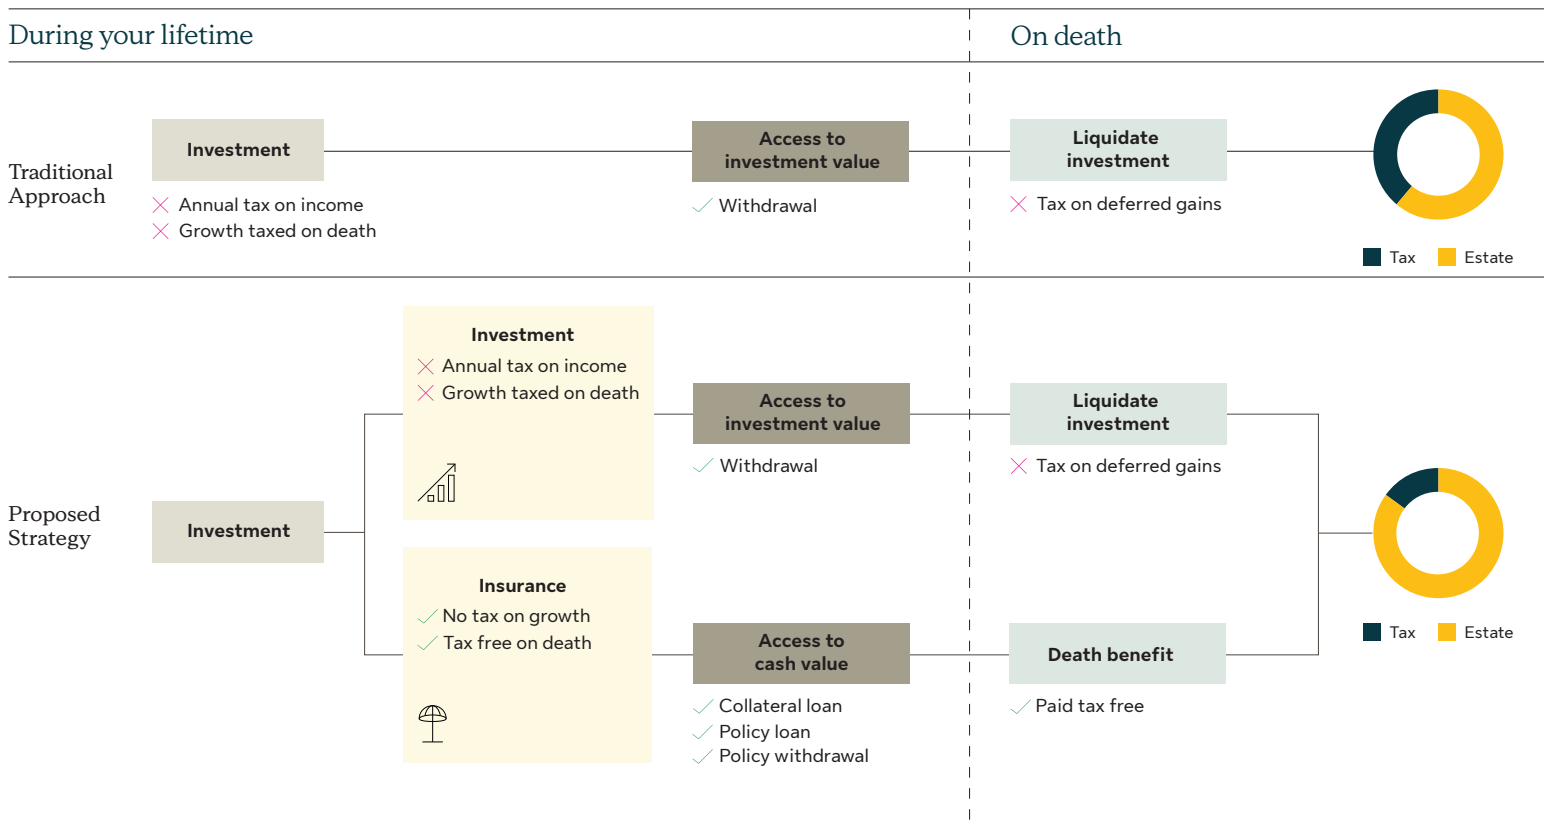 During your lifetime
On death
Traditional
Approach
Investment
Annual tax on income
Growth taxed on death
Access to
investment value
Withdrawal
Liquidate
investment
Tax on deferred gains
Tax
Estate
Proposed
Strategy
Investment
Investment
Annual tax on income
Growth taxed on death
Access to
investment value
Withdrawal
Liquidate
investment
Tax on deferred gains
Insurance
No tax on growth
Tax free on death
Access to
cash value
Collateral loan
Policy loan
Policy withdrawal
Death benefit
Paid tax free
Tax
Estate